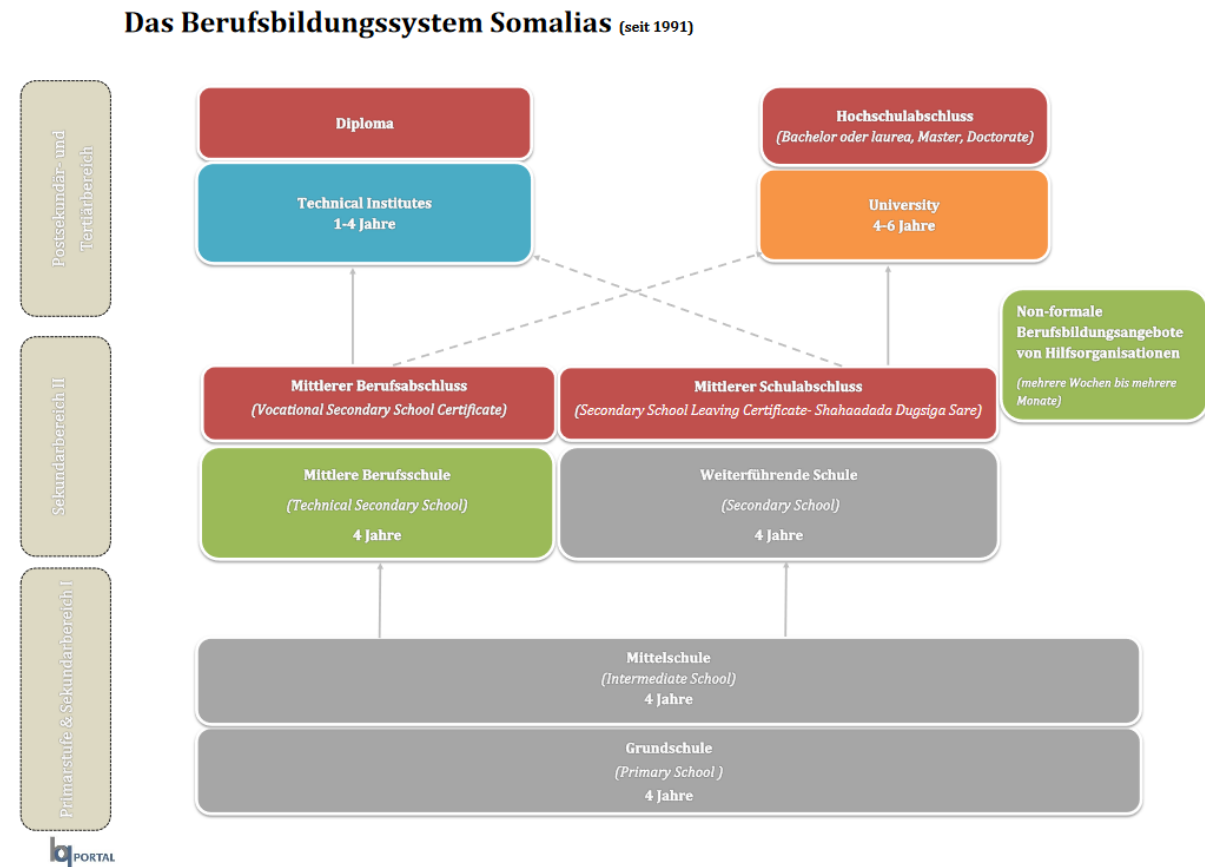 Das Berufsbildungssystem Somalias (seit 1991)
Postsekundär- und
Tertiärbereich
Diploma
Technical Institutes
1-4 Jahre
Hochschulabschluss
(Bachelor oder laurea, Master, Doctorate)
University
4-6 Jahre
Non-formale
Berufsbildungsangebote
von Hilfsorganisationen
(mehrere Wochen bis mehrere
Monate)
Sekundarbereich II
Mittlerer Berufsabschluss
(Vocational Secondary School Certificate)
Mittlerer Schulabschluss
(Secondary School Leaving Certificate- Shahaadada Dugsiga Sare)
Mittlere Berufsschule
(Technical Secondary School)
4 Jahre
Weiterführende Schule
(Secondary School)
4 Jahre
Primarstufe & Sekundarbereich I
Mittelschule
(Intermediate School)
4 Jahre
Grundschule
(Primary School )
4 Jahre
bq PORTAL